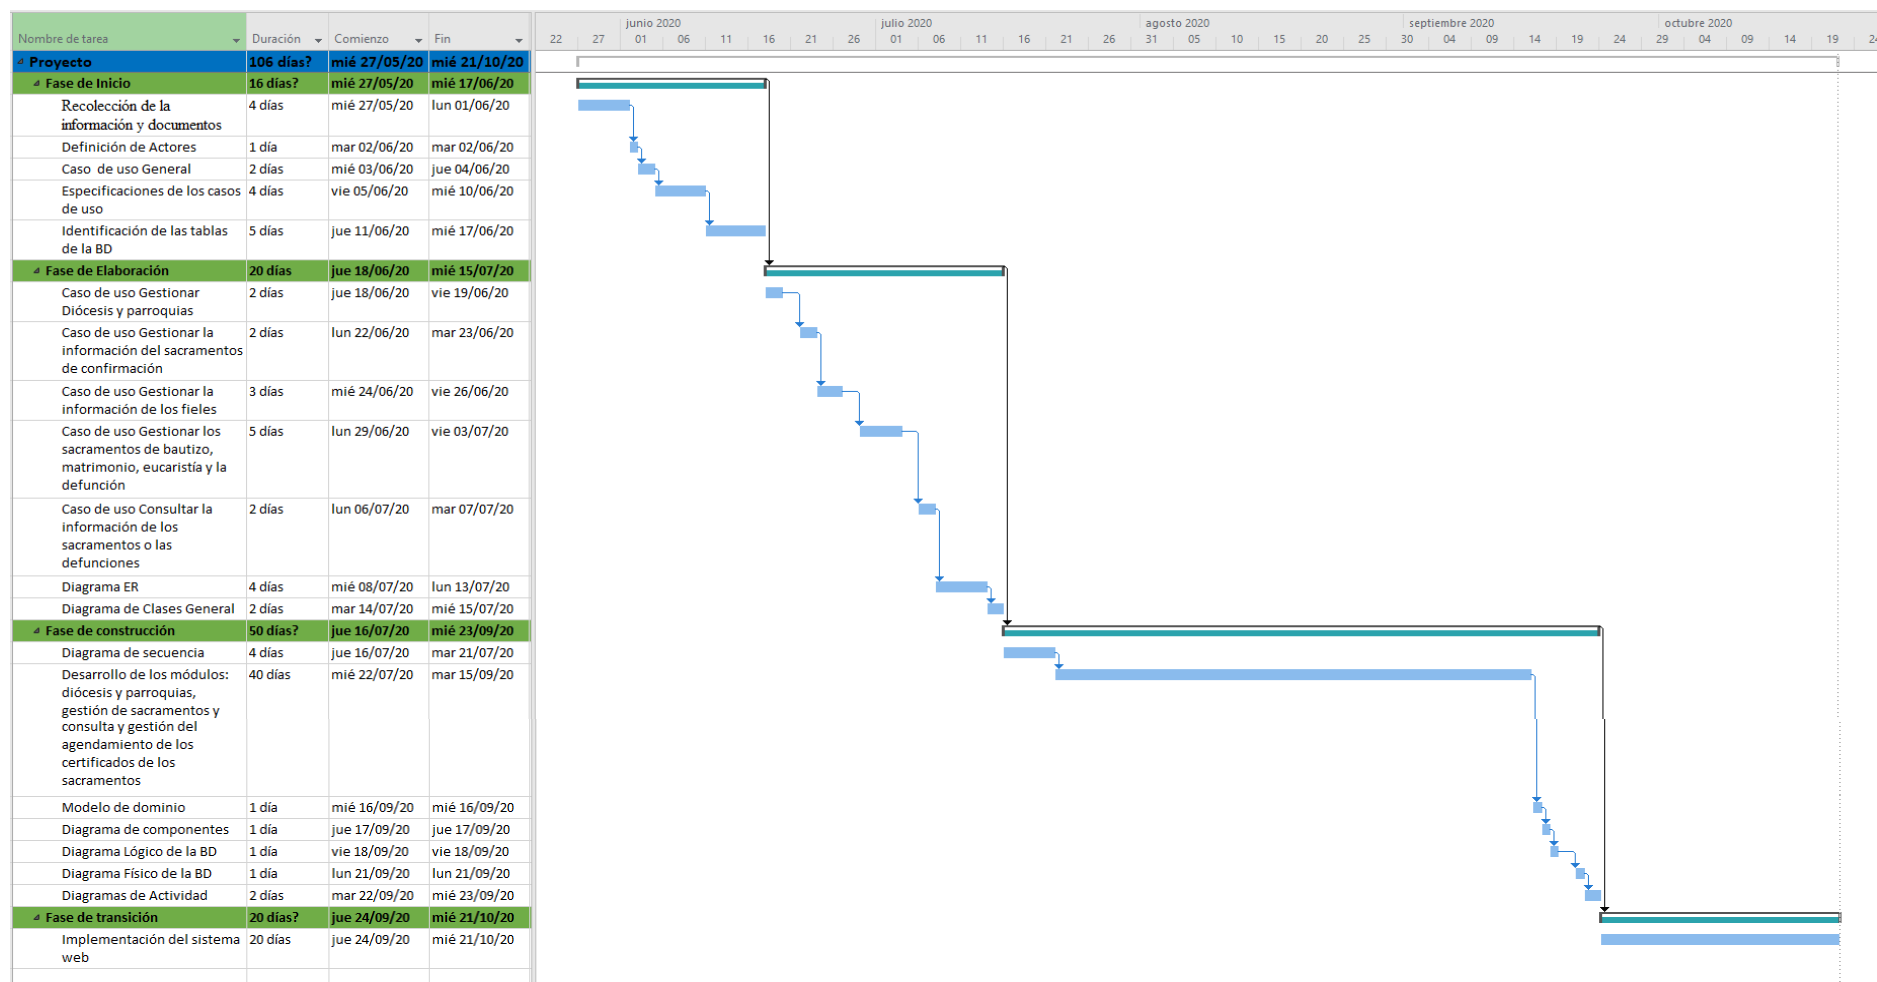 junio 2020 julio 2020 agosto 2020 septiembre 2020 octubre 2020
Nombre de tarea Duración Comienzo Fin 22 27 01 06 11 16 21 26 01 06 11 16 21 26 31 05 10 15 20 25 30 04 09 14 19 24 29 04 09 14 19 24
Proyecto 106 días? mié 27/05/20 mié 21/10/20
Fase de Inicio 16 días? mié 27/05/20 mié 17/06/20
Recolección de la 4 días mié 27/05/20 lun 01/06/20
información y documentos
Definición de Actores 1 día mar 02/06/20 mar 02/06/20
Caso de uso General 2 días mié 03/06/20 jue 04/06/20
Especificaciones de los casos 4 días vie 05/06/20 mié 10/06/20
de uso
Identificación de las tablas 5 días jue 11/06/20 mié 17/06/20
de la BD
Fase de Elaboración 20 días jue 18/06/20 mié 15/07/20
Caso de uso Gestionar 2 días jue 18/06/20 vie 19/06/20
Diócesis y parroquias
Caso de uso Gestionar la 2 días lun 22/06/20 mar 23/06/20
información del sacramentos
de confirmación
Caso de uso Gestionar la 3 días mié 24/06/20 vie 26/06/20
información de los fieles
Caso de uso Gestionar los 5 días lun 29/06/20 vie 03/07/20
sacramentos de bautizo,
matrimonio, eucaristía y la
defunción
Caso de uso Consultar la 2 días lun 06/07/20 mar 07/07/20
información de los
sacramentos o las
defunciones
Diagrama ER 4 días mié 08/07/20 lun 13/07/20
Diagrama de Clases General 2 días mar 14/07/20 mié 15/07/20
Fase de construcción 50 días? jue 16/07/20 mié 23/09/20
Diagrama de secuencia 4 días jue 16/07/20 mar 21/07/20
Desarrollo de los módulos: 40 días mié 22/07/20 mar 15/09/20
diócesis y parroquias,
gestión de sacramentos y
consulta y gestión del
agendamiento de los
certificados de los
sacramentos
Modelo de dominio 1 día mié 16/09/20 mié 16/09/20
Diagrama de componentes 1 día jue 17/09/20 jue 17/09/20
Diagrama Lógico de la BD 1 día vie 18/09/20 vie 18/09/20
Diagrama Físico de la BD 1 día lun 21/09/20 lun 21/09/20
Diagramas de Actividad 2 días mar 22/09/20 mié 23/09/20
Fase de transición 20 días? jue 24/09/20 mié 21/10/20
Implementación del sistema 20 días jue 24/09/20 mié 21/10/20
web